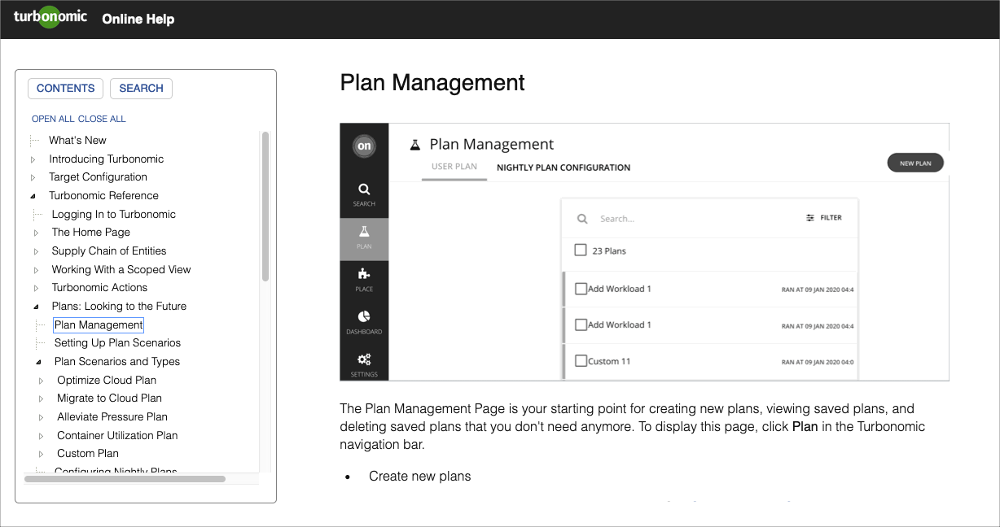 turbonomic Online Help
CONTENTS SEARCH
OPEN ALL CLOSE ALL
What's New
Introducing Turbonomic
Target Configuration
Turbonomic Reference
Logging In to Turbonomic
The Home Page
Supply Chain of Entities
Working With a Scoped View
Turbonomic Actions
Plans: Looking to the Future
Plan Management
Setting Up Plan Scenarios
Plan Scenarios and Types
Optimize Cloud Plan
Migrate to Cloud Plan
Alleviate Pressure Plan
Container Utilization Plan
Custom Plan
Configuring Nightly Plans
Plan Management
on
SEARCH
PLAN
PLACE
DASHBOARD
SETTINGS
Plan Management
USER PLAN NIGHTLY PLAN CONFIGURATION
NEW PLAN
Search... FILTER
23 Plans
Add Workload 1 RAN AT 09 JAN 2020 04:4
Add Workload 1 RAN AT 09 JAN 2020 04:4
Custom 11 RAN AT 09 JAN 2020 04:0
The Plan Management Page is your starting point for creating new plans, viewing saved plans, and
deleting saved plans that you don't need anymore. To display this page, click Plan in the Turbonomic
navigation bar.
• Create new plans